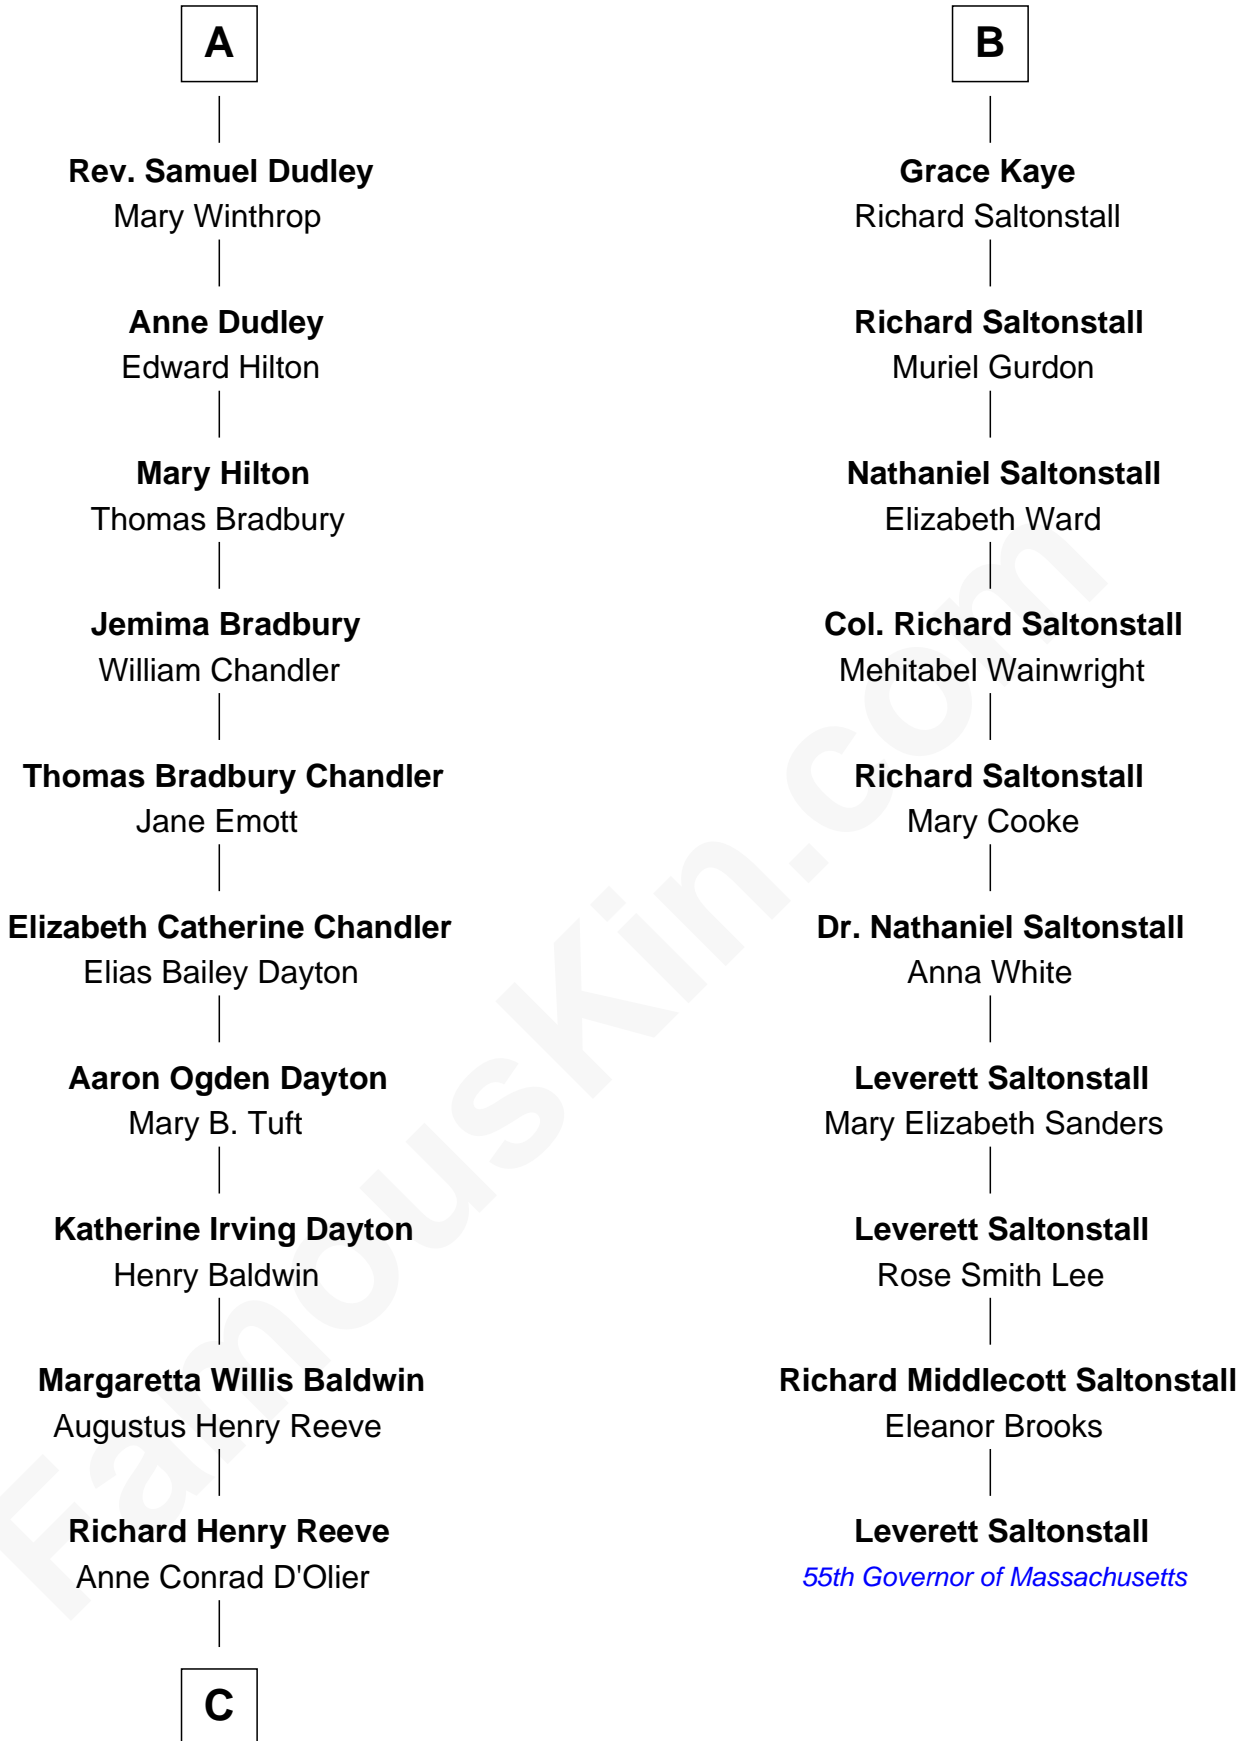 A
Rev. Samuel Dudley
Mary Winthrop
Anne Dudley
Edward Hilton
Mary Hilton
Thomas Bradbury
Jemima Bradbury
William Chandler
Thomas Bradbury Chandler
Jane Emott
Elizabeth Catherine Chandler
Elias Bailey Dayton
Aaron Ogden Dayton
Mary B. Tuft
Katherine Irving Dayton
Henry Baldwin
Margaretta Willis Baldwin
Augustus Henry Reeve
Richard Henry Reeve
Anne Conrad D'Olier
C
B
Grace Kaye
Richard Saltonstall
Richard Saltonstall
Muriel Gurdon
Nathaniel Saltonstall
Elizabeth Ward
Col. Richard Saltonstall
Mehitabel Wainwright
Richard Saltonstall
Mary Cooke
Dr. Nathaniel Saltonstall
Anna White
Leverett Saltonstall
Mary Elizabeth Sanders
Leverett Saltonstall
Rose Smith Lee
Richard Middlecott Saltonstall
Eleanor Brooks
Leverett Saltonstall
55th Governor of Massachusetts
FamousKin.com